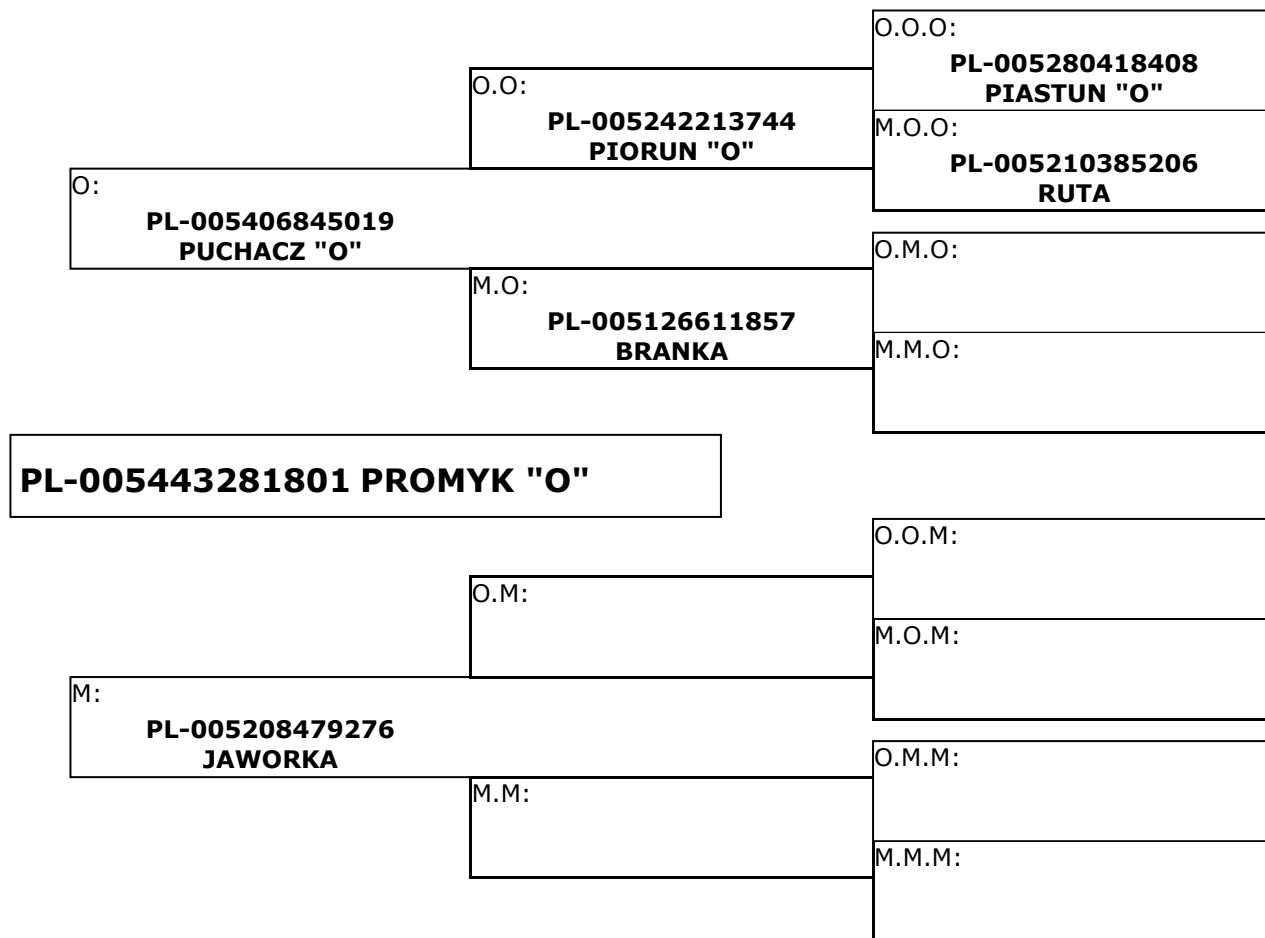 O.O.O:
PL-005280418408
PIASTUN "O"
O.O:
PL-005242213744
PIORUN "O"
M.O.O:
PL-005210385206
RUTA
O:
PL-005406845019
PUCHACZ "O"
O.M.O:
M.O:
PL-005126611857
BRANKA
M.M.O:
PL-005443281801 PROMYK "O"
O.O.M:
O.M:
M.O.M:
M:
PL-005208479276
JAWORKA
O.M.M:
M.M:
M.M.M: